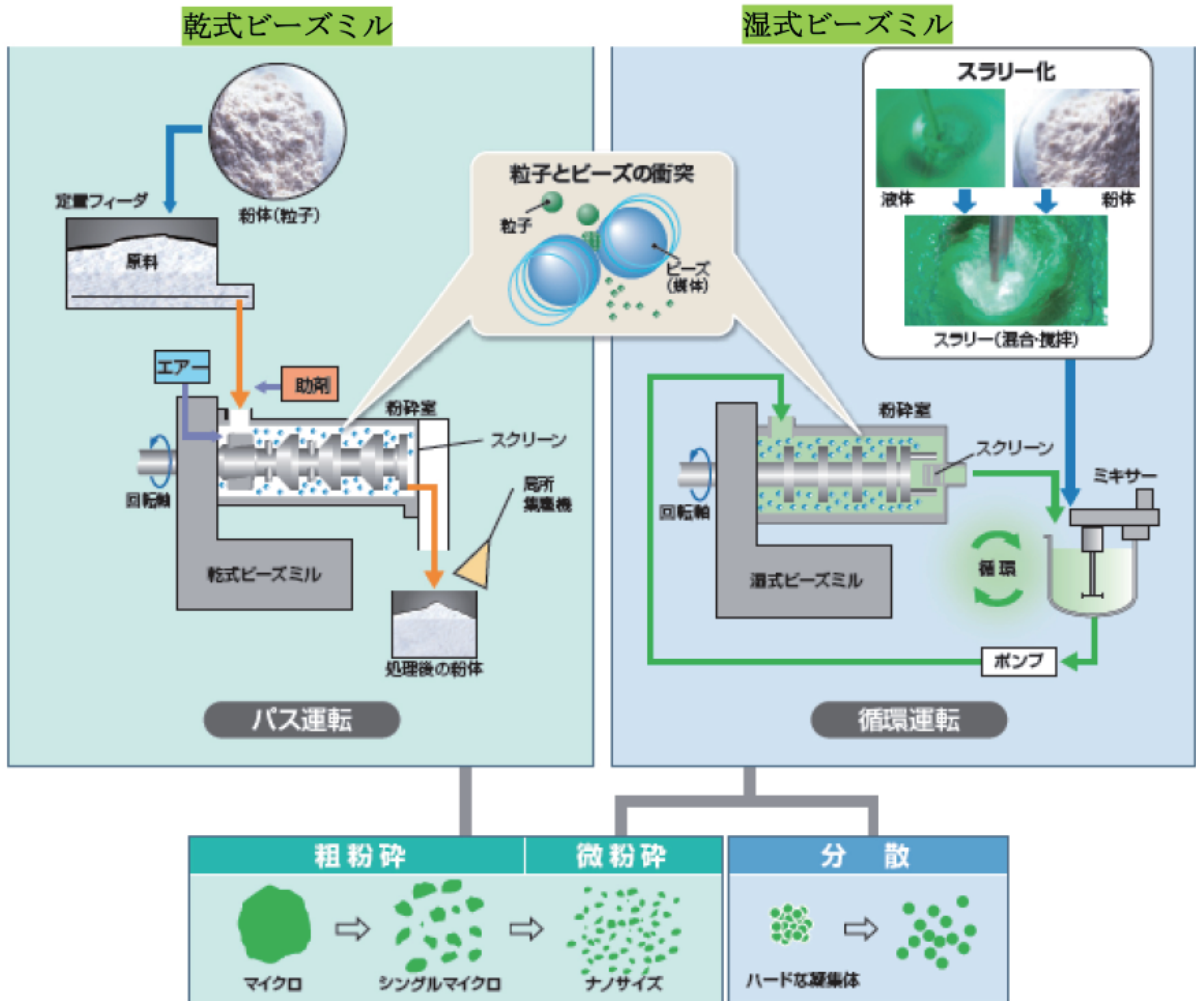 乾式ビーズミル
粉体(粒子)
定量フィーダ
原料
エアー
助剤
粉砕室
スクリーン
回転軸
局所
集塵機
乾式ビーズミル
処理後の粉体
パス運転
粒子とビーズの衝突
粒子
ビーズ
(媒体)
湿式ビーズミル
スラリー化
液体
粉体
スラリー(混合・撹拌)
粉砕室
スクリーン
回転軸
ミキサー
循環
湿式ビーズミル
ポンプ
循環運転
粗粉砕
微粉砕
分散
マイクロ
シングルマイクロ
ナノサイズ
ハードな凝集体